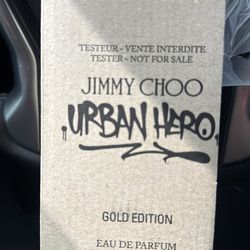 TESTEUR - VENTE INTERDITE
TESTER - NOT FOR SALE
JIMMY CHOO
URBAN HERO
GOLD EDITION
EAU DE PARFUM